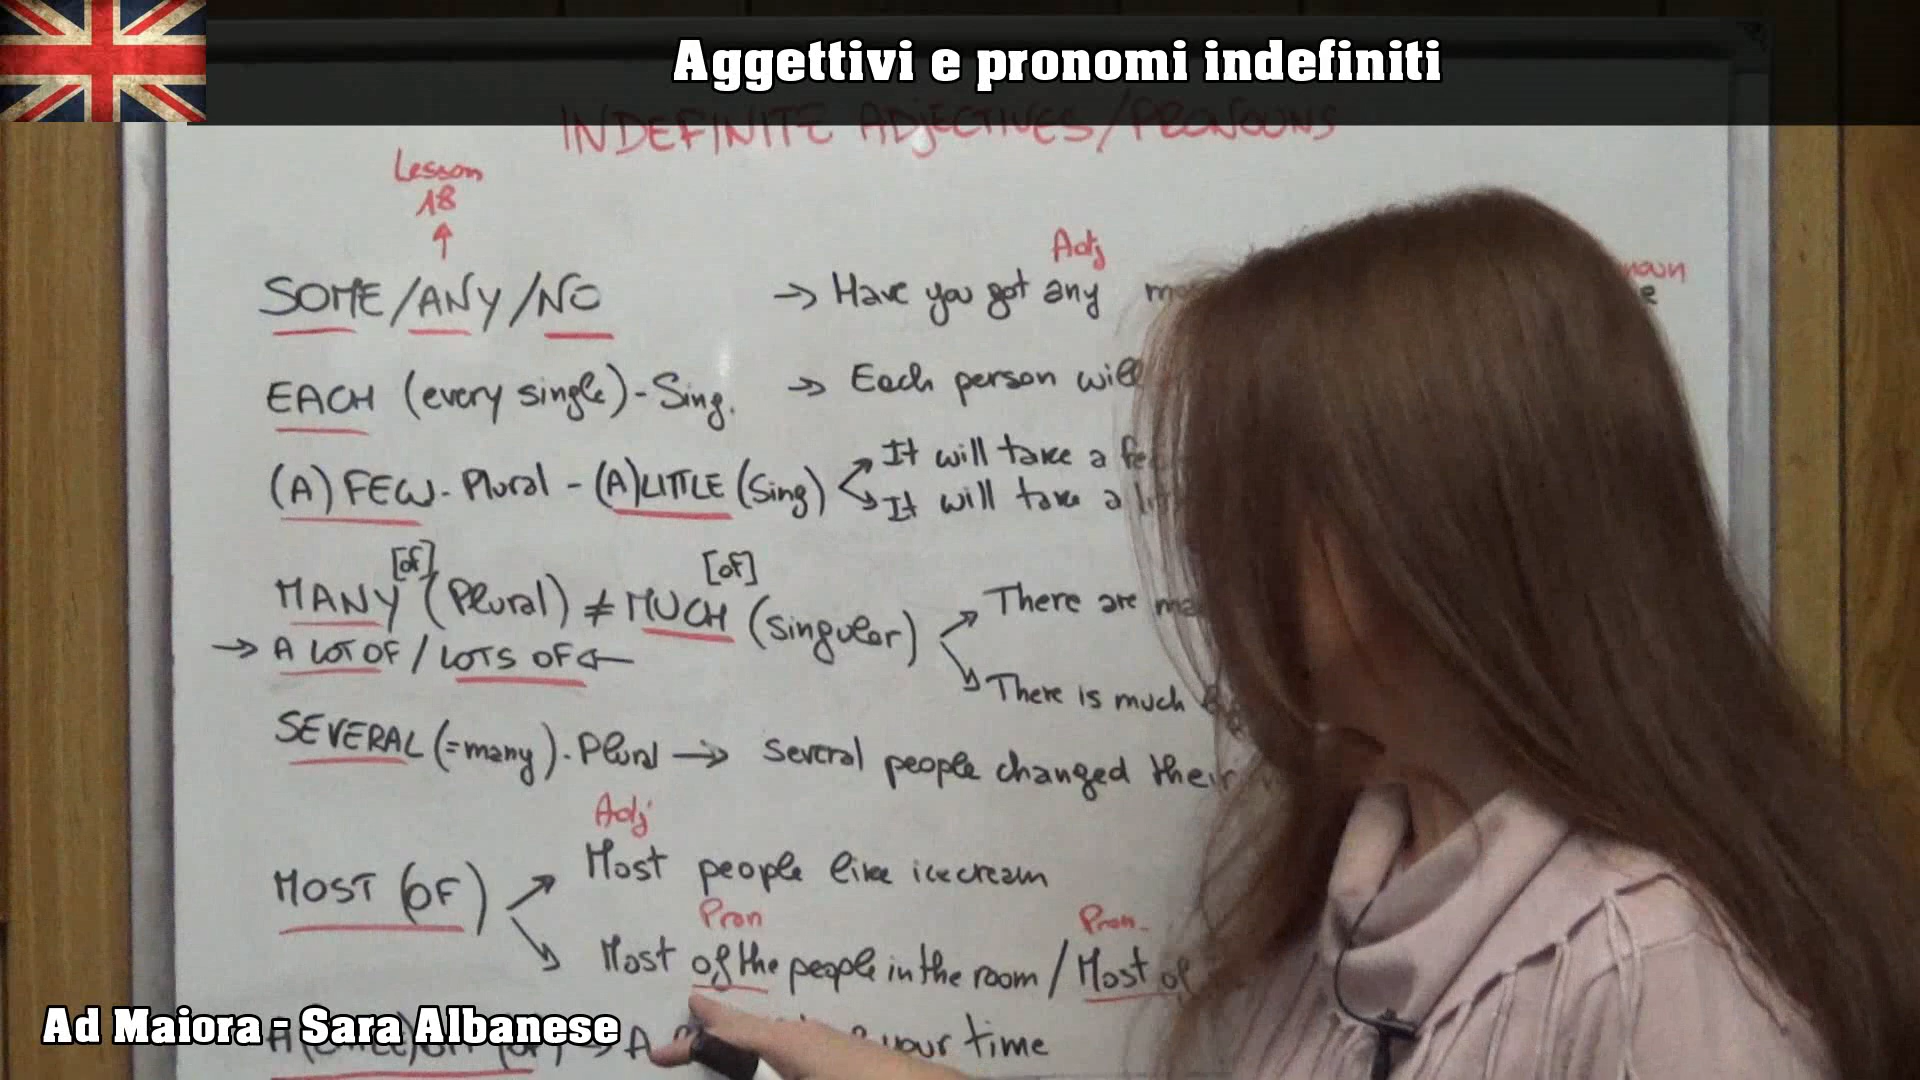 Aggettivi e pronomi indefiniti
INDEFINITE ADJECTIVES/PRONOUNS
Lesson
18
SOME/ANY/NO
Adj
→ Have you got any
EACH (every single) - Sing.
→ Each person will
(A) FEW - Plural - (A) LITTLE (Sing)
It will take a
It will take a
MANY [of] (Plural) ≠ MUCH [of] (singular)
There are
→ A LOT OF / LOTS OF ←
There is much
SEVERAL (=many). Plural → Several people changed their
Adj
MOST (OF)
Most people like icecream
Pron
Pron.
Most of the people in the room / Most of
→ A
your time
Ad Maiora - Sara Albanese